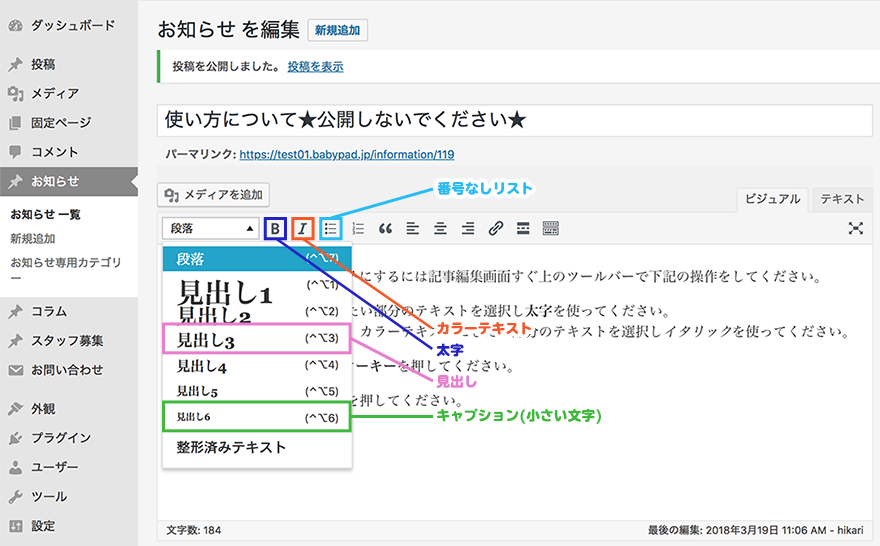 ダッシュボード
投稿
メディア
固定ページ
コメント
お知らせ
お知らせ 一覧
新規追加
お知らせ専用カテゴリ
ー
コラム
スタッフ募集
お問い合わせ
外観
プラグイン
ユーザー
ツール
設定
お知らせ を編集 新規追加
投稿を公開しました。 投稿を表示
使い方について★公開しないでください★
パーマリンク: https://test01.babypad.jp/information/119
メディアを追加
番号なしリスト
ビジュアル テキスト
段落 B I
段落 (^⌥7)
見出し1 (^⌥1)
見出し2 (^⌥2)
見出し3 (^⌥3)
見出し4 (^⌥4)
見出し5 (^⌥5)
見出し6 (^⌥6)
整形済みテキスト
にするには記事編集画面すぐ上のツールバーで下記の操作をしてください。
たい部分のテキストを選択し太字を使ってください。
カラーテキ 分のテキストを選択しイタリックを使ってください。
ーキーを押してください。
を押してください。
カラーテキスト
太字
見出し
キャプション(小さい文字)
文字数: 184
最後の編集: 2018年3月19日 11:06 AM - hikari